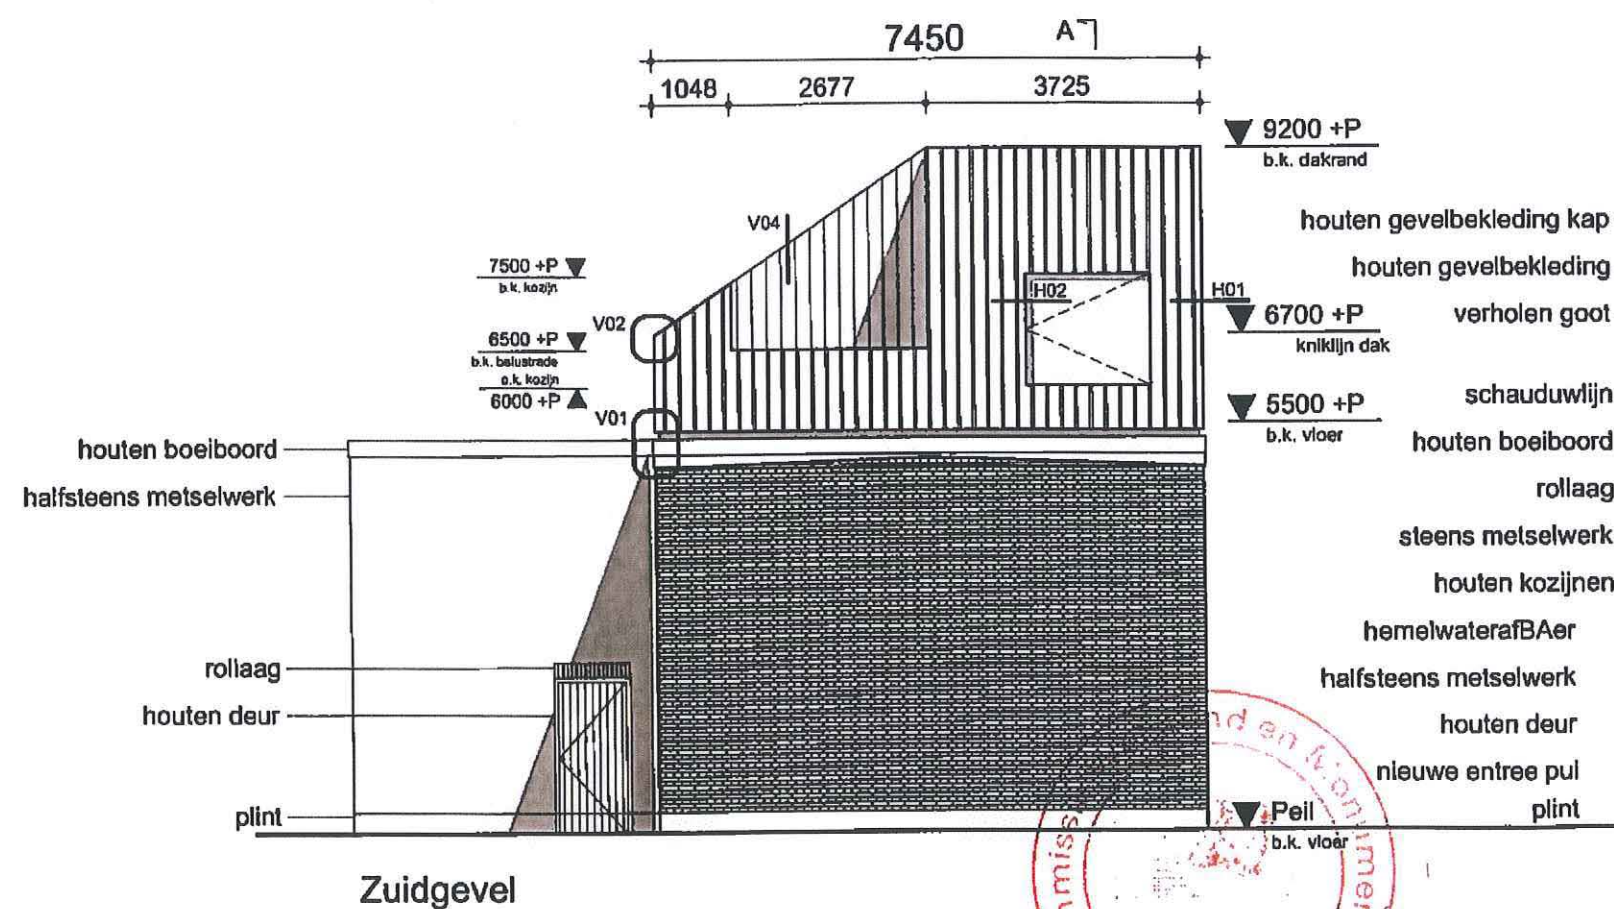 7450
A
1048
2677
3725
9200 +P
b.k. dakrand
V04
houten gevelbekleding kap
7500 +P
b.k. kozijn
houten gevelbekleding
H02
H01
V02
6700 +P
verholen goot
kniklijn dak
6500 +P
b.k. balustrade
o.k. kozijn
6000 +P
V01
5500 +P
b.k. vloer
schauduwlijn
houten boeiboord
houten boeiboord
halfsteens metselwerk
rollaag
steens metselwerk
houten kozijnen
hemelwaterafBAer
rollaag
halfsteens metselwerk
houten deur
houten deur
nieuwe entree pui
plint
Peil
b.k. vloer
plint
Zuidgevel